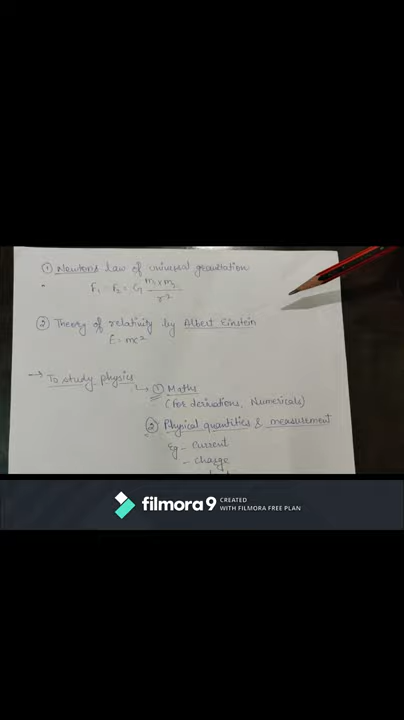 ① Newtons Law of universal gravitation
F₁ = F₂ = G m₁ x m₂ / r²
② Theory of relativity by Albert Einstein
E = mc²
→ To study physics
① Maths
(For derivations, Numericals)
② Physical quantities & measurement
Eg - Current
- Charge
filmora 9 CREATED
WITH FILMORA FREE PLAN